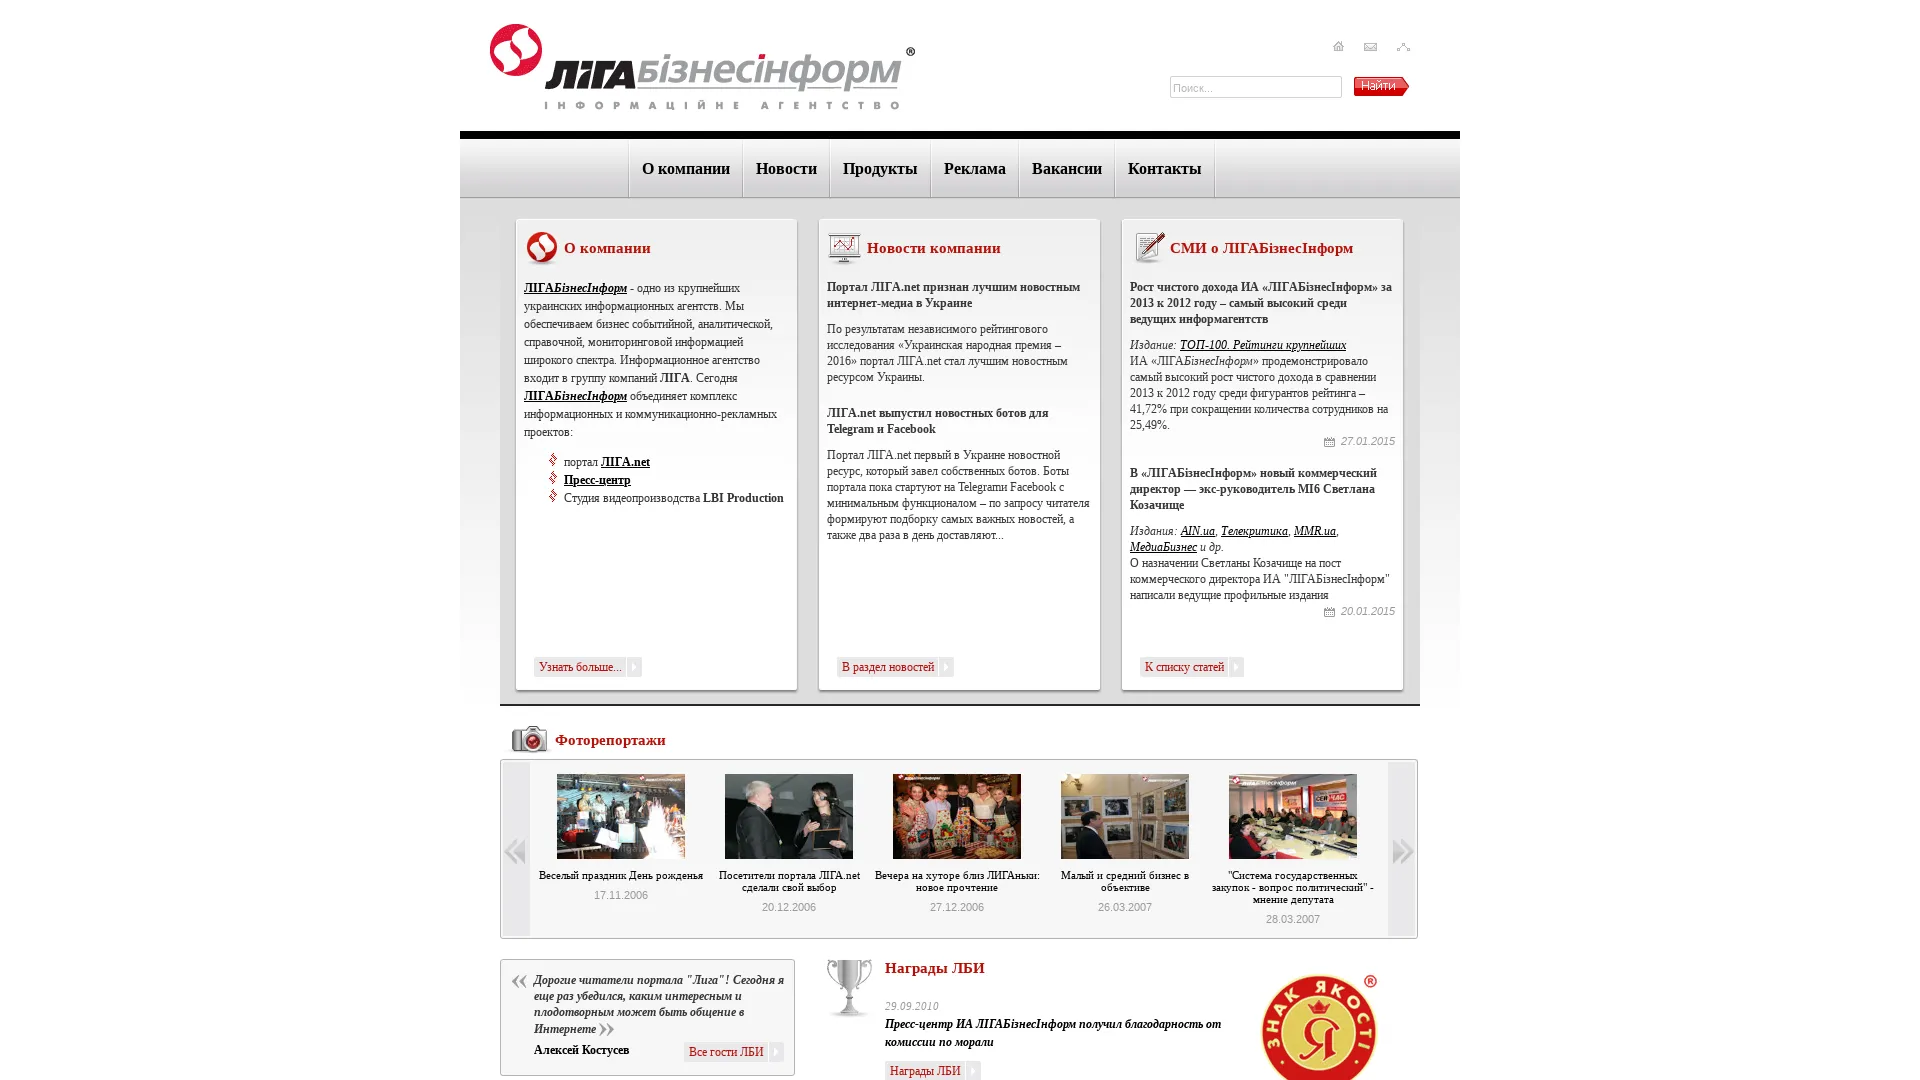 ЛІГАБІЗНЕСІНФОРМ ®
ІНФОРМАЦІЙНЕ АГЕНТСТВО
Поиск...
Найти
О компании
Новости
Продукты
Реклама
Вакансии
Контакты
О компании
ЛІГАБізнесІнформ - одно из крупнейших
украинских информационных агентств. Мы
обеспечиваем бизнес событийной, аналитической,
справочной, мониторинговой информацией
широкого спектра. Информационное агентство
входит в группу компаний ЛІГА. Сегодня
ЛІГАБізнесІнформ объединяет комплекс
информационных и коммуникационно-рекламных
проектов:
портал ЛІГА.net
Пресс-центр
Студия видеопроизводства LBI Production
Узнать больше...
Новости компании
Портал ЛІГА.net признан лучшим новостным
интернет-медиа в Украине
По результатам независимого рейтингового
исследования «Украинская народная премия –
2016» портал ЛІГА.net стал лучшим новостным
ресурсом Украины.
ЛІГА.net выпустил новостных ботов для
Telegram и Facebook
Портал ЛІГА.net первый в Украине новостной
ресурс, который завел собственных ботов. Боты
портала пока стартуют на Telegramи Facebook с
минимальным функционалом – по запросу читателя
формируют подборку самых важных новостей, а
также два раза в день доставляют...
В раздел новостей
СМИ о ЛІГАБізнесІнформ
Рост чистого дохода ИА «ЛІГАБізнесІнформ» за
2013 к 2012 году – самый высокий среди
ведущих информагентств
Издание: ТОП-100. Рейтинги крупнейших
ИА «ЛІГАБізнесІнформ» продемонстрировало
самый высокий рост чистого дохода в сравнении
2013 к 2012 году среди фигурантов рейтинга –
41,72% при сокращении количества сотрудников на
25,49%.
27.01.2015
В «ЛІГАБізнесІнформ» новый коммерческий
директор — экс-руководитель МІ6 Светлана
Козачище
Издания: AIN.ua, Телекритика, MMR.ua,
МедиаБизнес и др.
О назначении Светланы Козачище на пост
коммерческого директора ИА "ЛІГАБізнесІнформ"
написали ведущие профильные издания
20.01.2015
К списку статей
Фоторепортажи
Веселый праздник День рожденья
17.11.2006
Посетители портала ЛІГА.net
сделали свой выбор
20.12.2006
Вечера на хуторе близ ЛИГАньки:
новое прочтение
27.12.2006
Малый и средний бизнес в
объективе
26.03.2007
"Система государственных
закупок - вопрос политический" -
мнение депутата
28.03.2007
Дорогие читатели портала "Лига"! Сегодня я
еще раз убедился, каким интересным и
плодотворным может быть общение в
Интернете
Алексей Костусев
Все гости ЛБИ
Награды ЛБИ
29.09.2010
Пресс-центр ИА ЛІГАБізнесІнформ получил благодарность от
комиссии по морали
Награды ЛБИ
ЗНАК ЯКОСТІ
Я
®